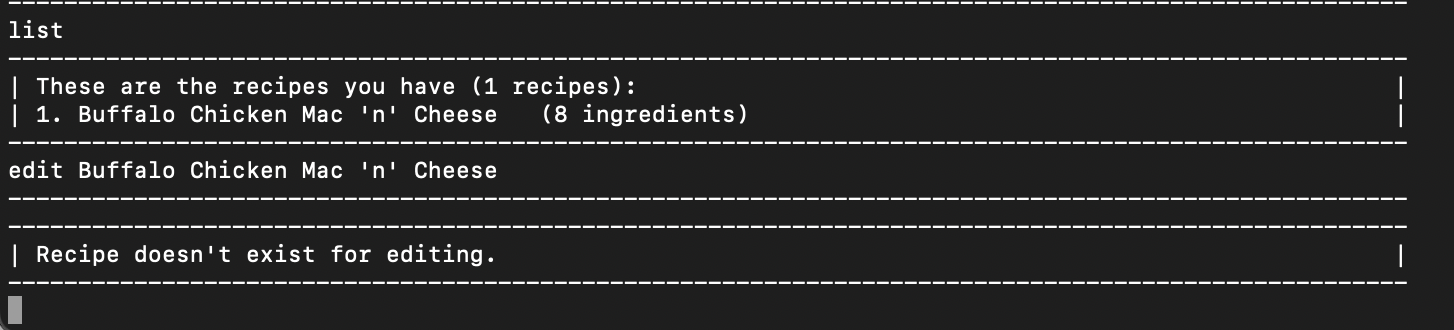 list
| These are the recipes you have (1 recipes): |
| 1. Buffalo Chicken Mac 'n' Cheese   (8 ingredients) |
edit Buffalo Chicken Mac 'n' Cheese
| Recipe doesn't exist for editing. |